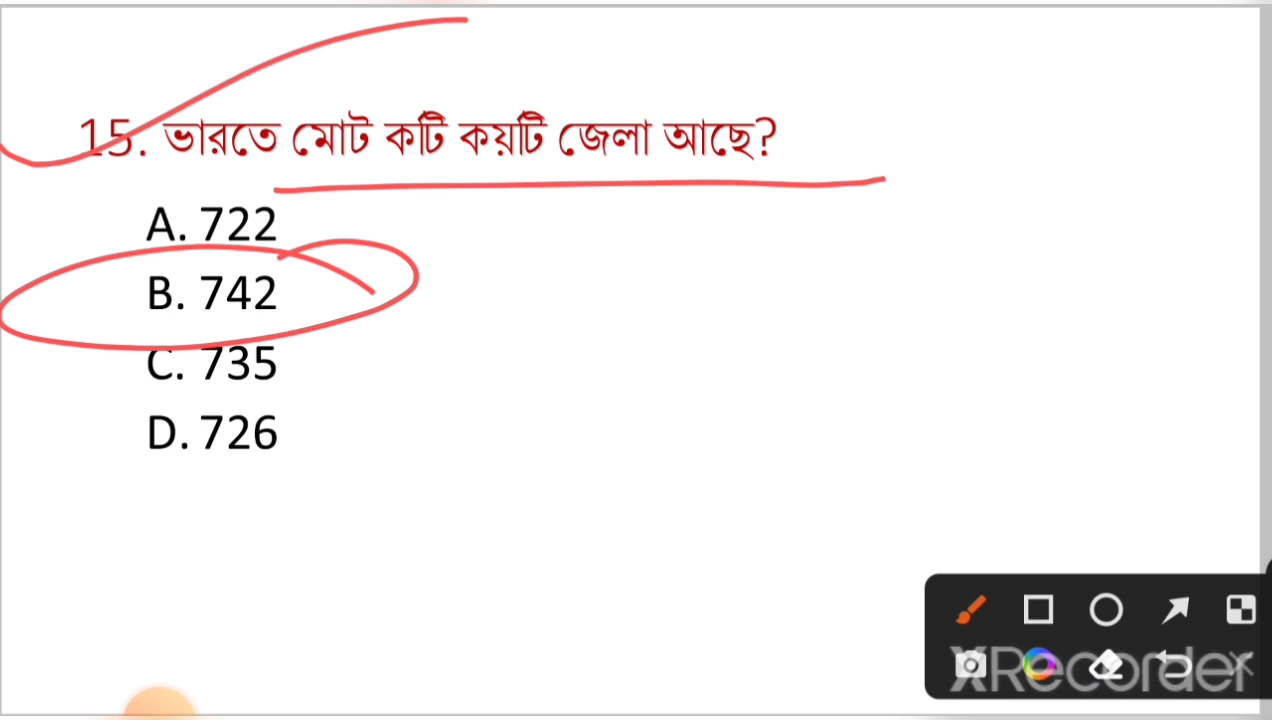 15. ভারতে মোট কটি কয়টি জেলা আছে?
A. 722
B. 742
C. 735
D. 726
XRecorder